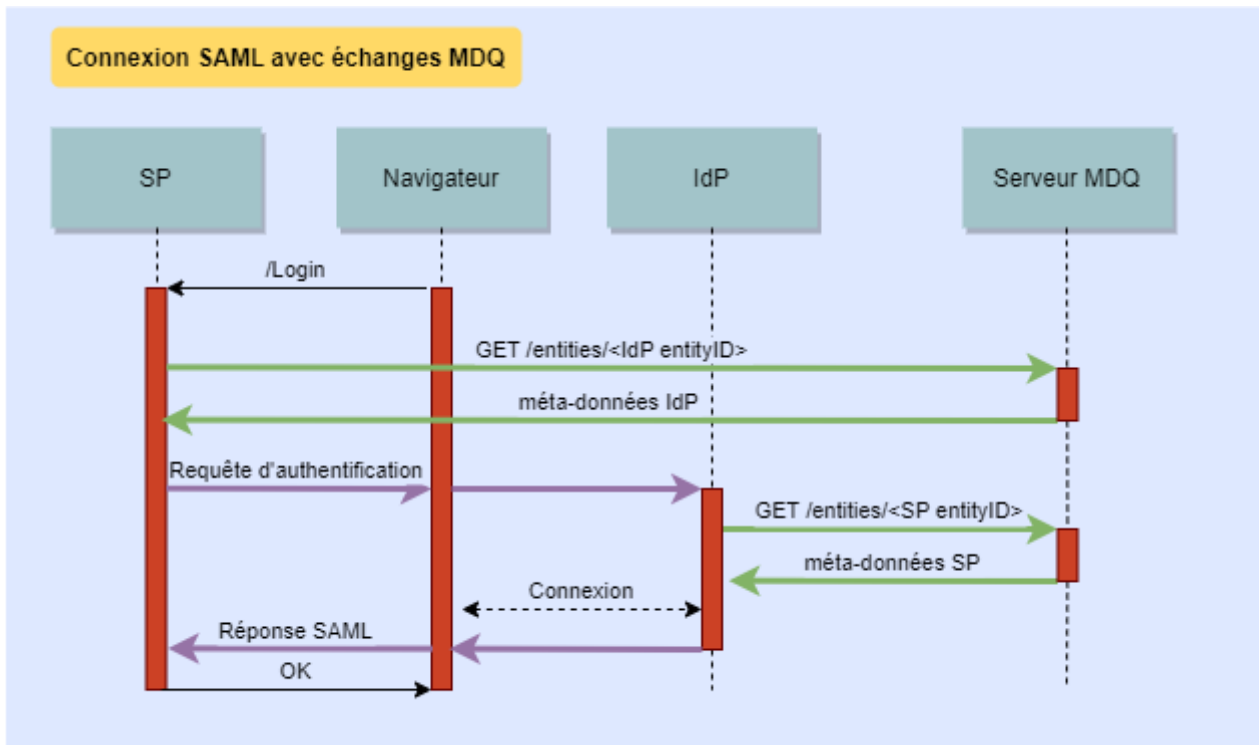 Connexion SAML avec échanges MDQ
SP
Navigateur
IdP
Serveur MDQ
/Login
GET /entities/<IdP entityID>
méta-données IdP
Requête d'authentification
GET /entities/<SP entityID>
méta-données SP
Connexion
Réponse SAML
OK